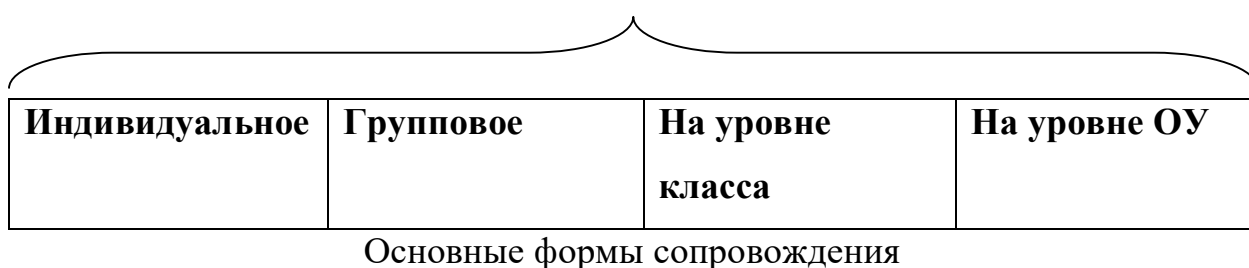 Индивидуальное
Групповое
На уровне
класса
На уровне ОУ
Основные формы сопровождения